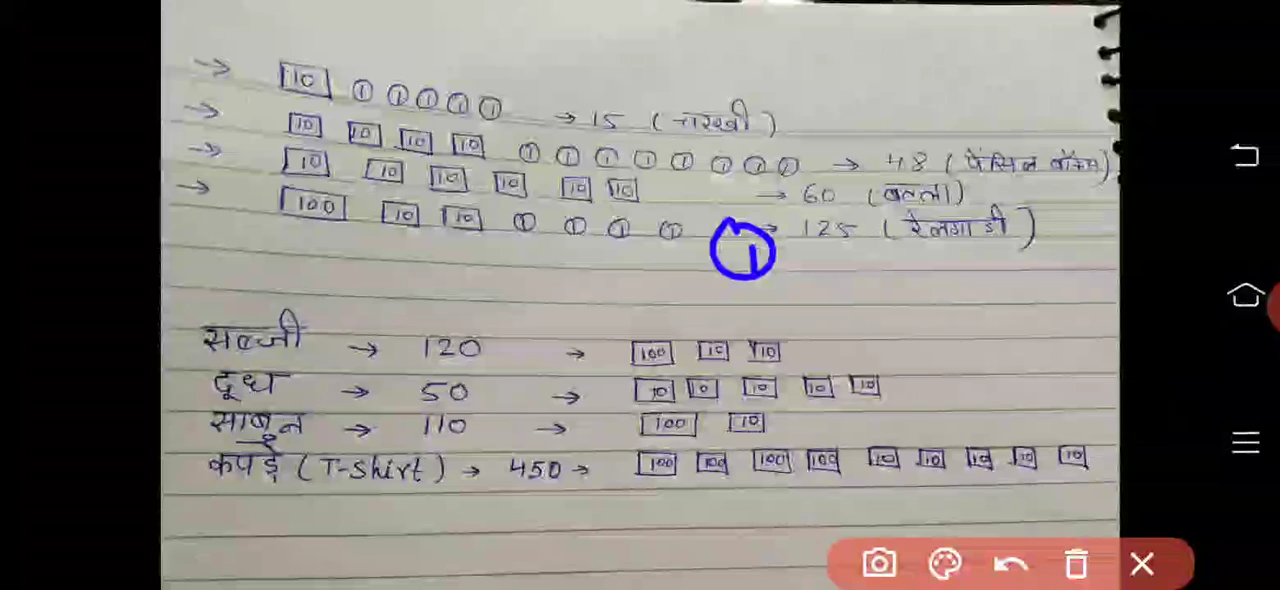 → 10 1 1 1 1 1 → 15 (चरखी)
→ 10 10 10 10 1 1 1 1 1 1 1 1 → 48 (पेंसिल बॉक्स)
→ 10 10 10 10 10 10 → 60 (बल्ला)
→ 100 10 10 1 1 1 1 1 → 125 (रेलगाडी)
सब्जी → 120 → 100 10 10
दूध → 50 → 10 10 10 10 10
साबुन → 110 → 100 10
कपड़े (T-shirt) → 450 → 100 100 100 100 10 10 10 10 10